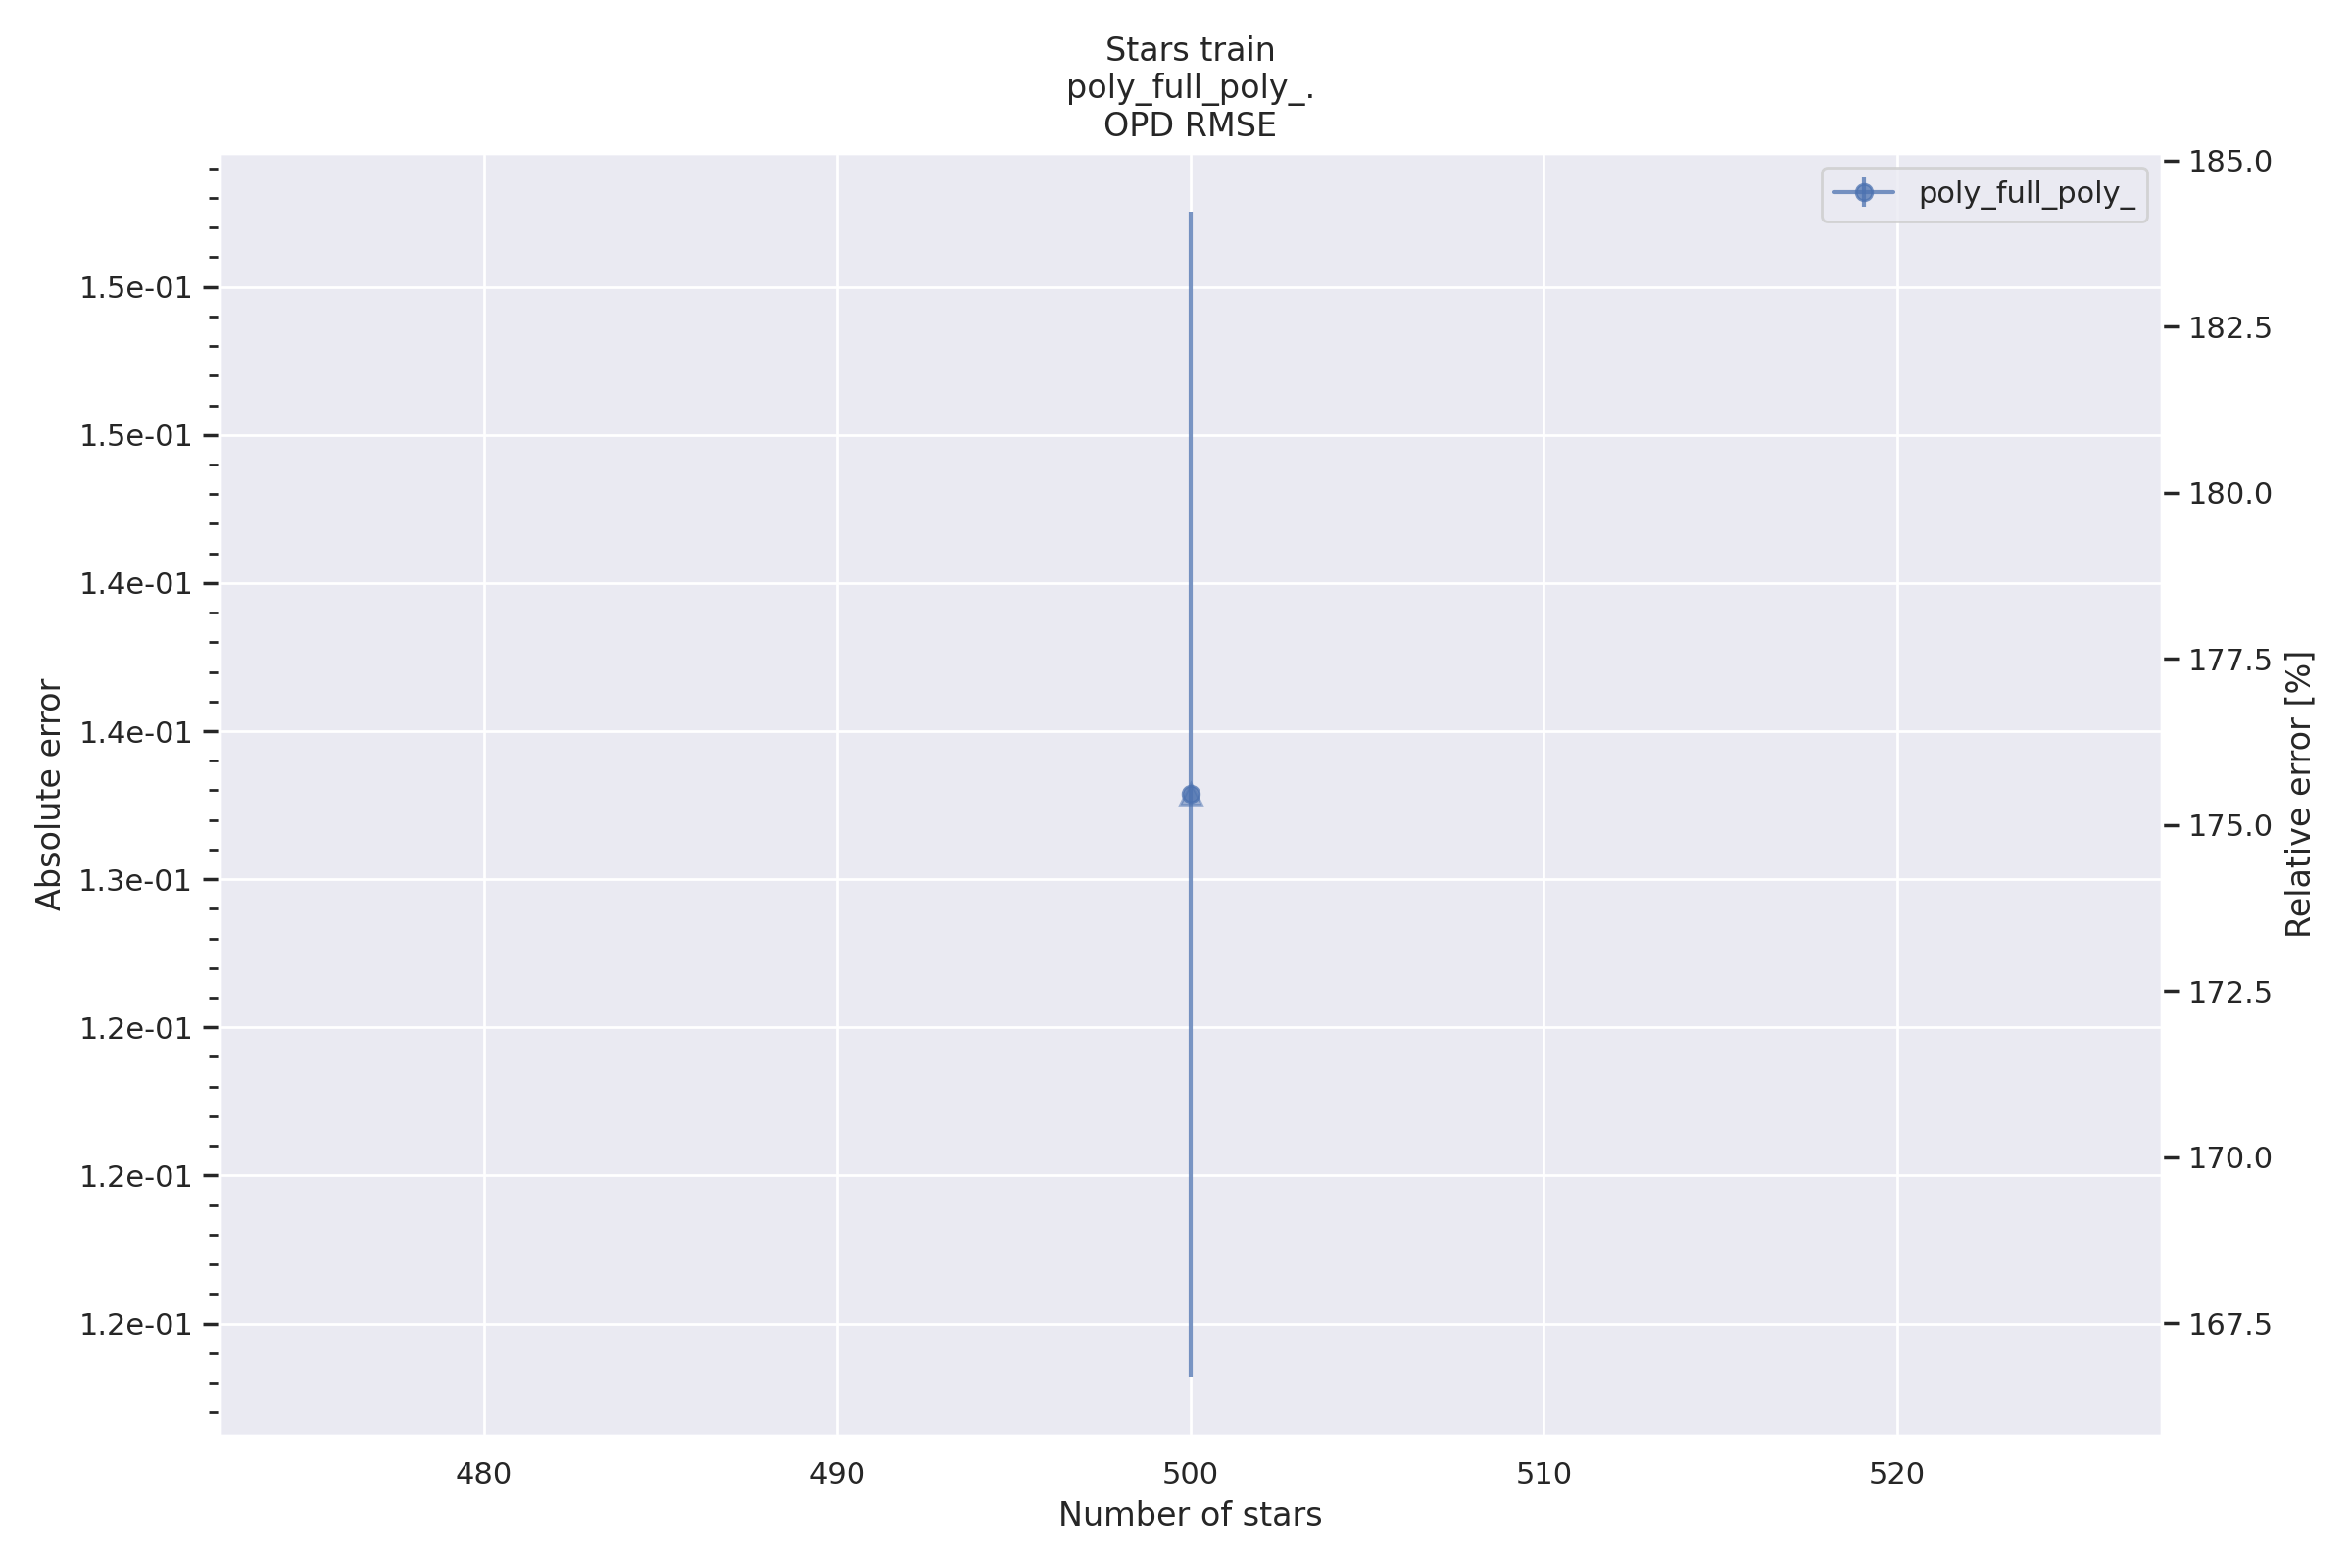 Stars train
poly_full_poly_.
OPD RMSE
poly_full_poly_
Absolute error
1.5e-01
1.5e-01
1.4e-01
1.4e-01
1.3e-01
1.2e-01
1.2e-01
1.2e-01
185.0
182.5
180.0
177.5
175.0
172.5
170.0
167.5
Relative error [%]
480 490 500 510 520
Number of stars